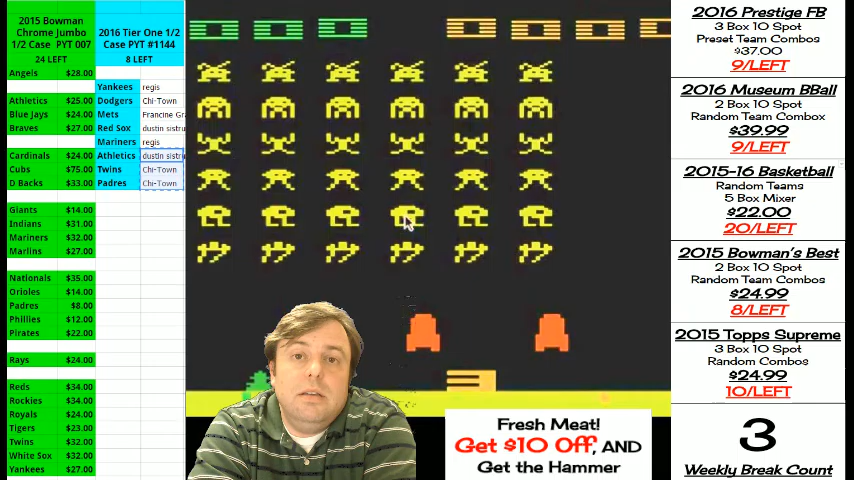 2015 Bowman
Chrome Jumbo
1/2 Case PYT 007
24 LEFT
Angels $28.00
Athletics $25.00
Blue Jays $24.00
Braves $27.00
Cardinals $24.00
Cubs $75.00
D Backs $33.00
Giants $14.00
Indians $31.00
Mariners $32.00
Marlins $27.00
Nationals $35.00
Orioles $14.00
Padres $8.00
Phillies $12.00
Pirates $22.00
Rays $24.00
Reds $34.00
Rockies $34.00
Royals $24.00
Tigers $23.00
Twins $32.00
White Sox $32.00
Yankees $27.00
2016 Tier One 1/2
Case PYT #1144
8 LEFT
Yankees regis
Dodgers Chi-Town
Mets Francine Gra
Red Sox dustin sistru
Mariners regis
Athletics dustin sistru
Twins Chi-Town
Padres Chi-Town
Fresh Meat!
Get $10 Off, AND
Get the Hammer
2016 Prestige FB
3 Box 10 Spot
Preset Team Combos
$37.00
9/LEFT
2016 Museum BBall
2 Box 10 Spot
Random Team Combox
$39.99
9/LEFT
2015-16 Basketball
Random Teams
5 Box Mixer
$22.00
20/LEFT
2015 Bowman's Best
2 Box 10 Spot
Random Team Combos
$24.99
8/LEFT
2015 Topps Supreme
3 Box 10 Spot
Random Combos
$24.99
10/LEFT
3
Weekly Break Count